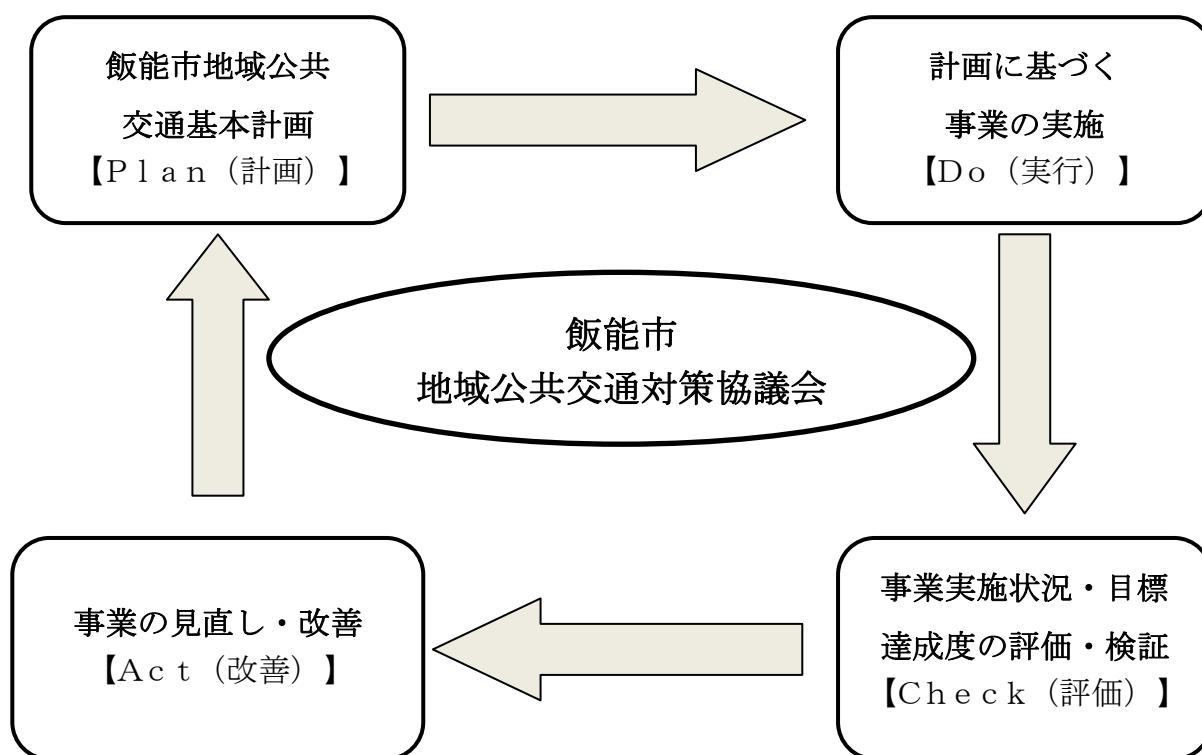 飯能市地域公共
交通基本計画
【Ｐｌａｎ（計画）】
計画に基づく
事業の実施
【Ｄｏ（実行）】
飯能市
地域公共交通対策協議会
事業の見直し・改善
【Ａｃｔ（改善）】
事業実施状況・目標
達成度の評価・検証
【Ｃｈｅｃｋ（評価）】